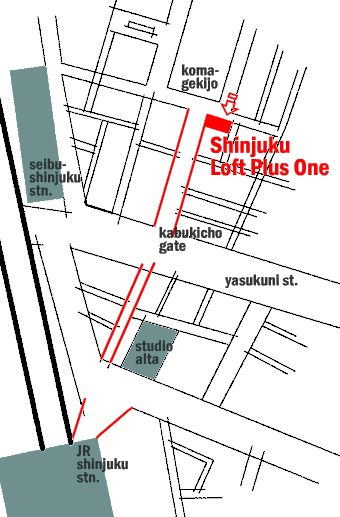 koma-
gekijo
Shinjuku
Loft Plus One
seibu-
shinjuku
stn.
kabukicho
gate
yasukuni st.
studio
alta
JR
shinjuku
stn.